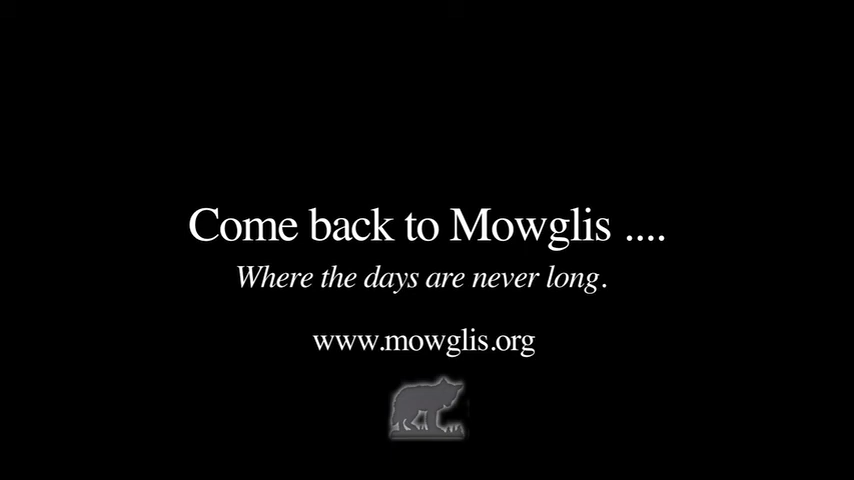 Come back to Mowglis ....
Where the days are never long.
www.mowglis.org